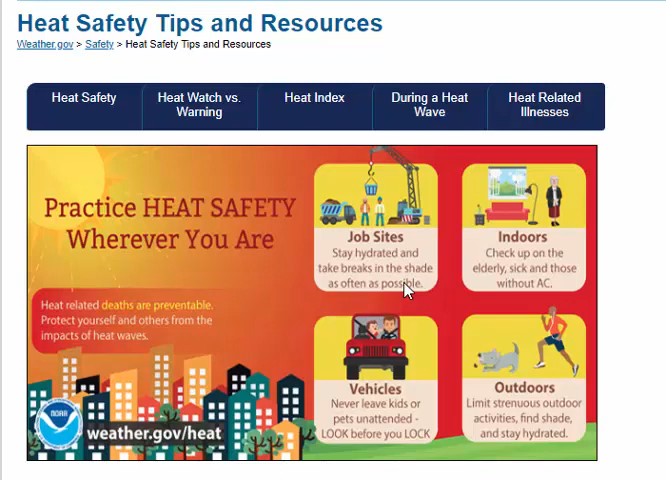 Heat Safety Tips and Resources
Weather.gov > Safety > Heat Safety Tips and Resources
Heat Safety
Heat Watch vs.
Warning
Heat Index
During a Heat
Wave
Heat Related
Illnesses
Practice HEAT SAFETY
Wherever You Are
Heat related deaths are preventable.
Protect yourself and others from the
impacts of heat waves.
Job Sites
Stay hydrated and
take breaks in the shade
as often as possible.
Indoors
Check up on the
elderly, sick and those
without AC.
Vehicles
Never leave kids or
pets unattended -
LOOK before you LOCK
Outdoors
Limit strenuous outdoor
activities, find shade,
and stay hydrated.
NOAA
weather.gov/heat